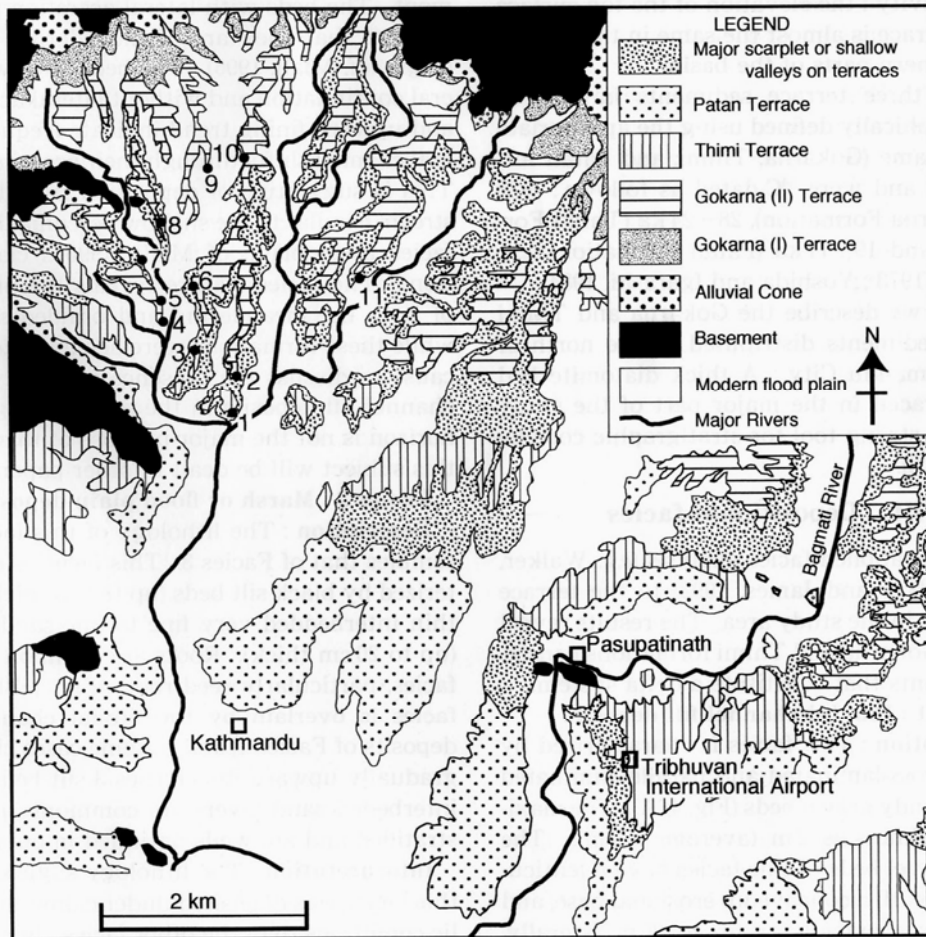 LEGEND
Major scarplet or shallow
valleys on terraces
Patan Terrace
Thimi Terrace
Gokarna (II) Terrace
Gokarna (I) Terrace
Alluvial Cone
Basement
Modern flood plain
Major Rivers
N
10
9
7
8
6
5
4
3
2
1
11
Bagmati River
Pasupatinath
Kathmandu
Tribhuvan
International Airport
2 km